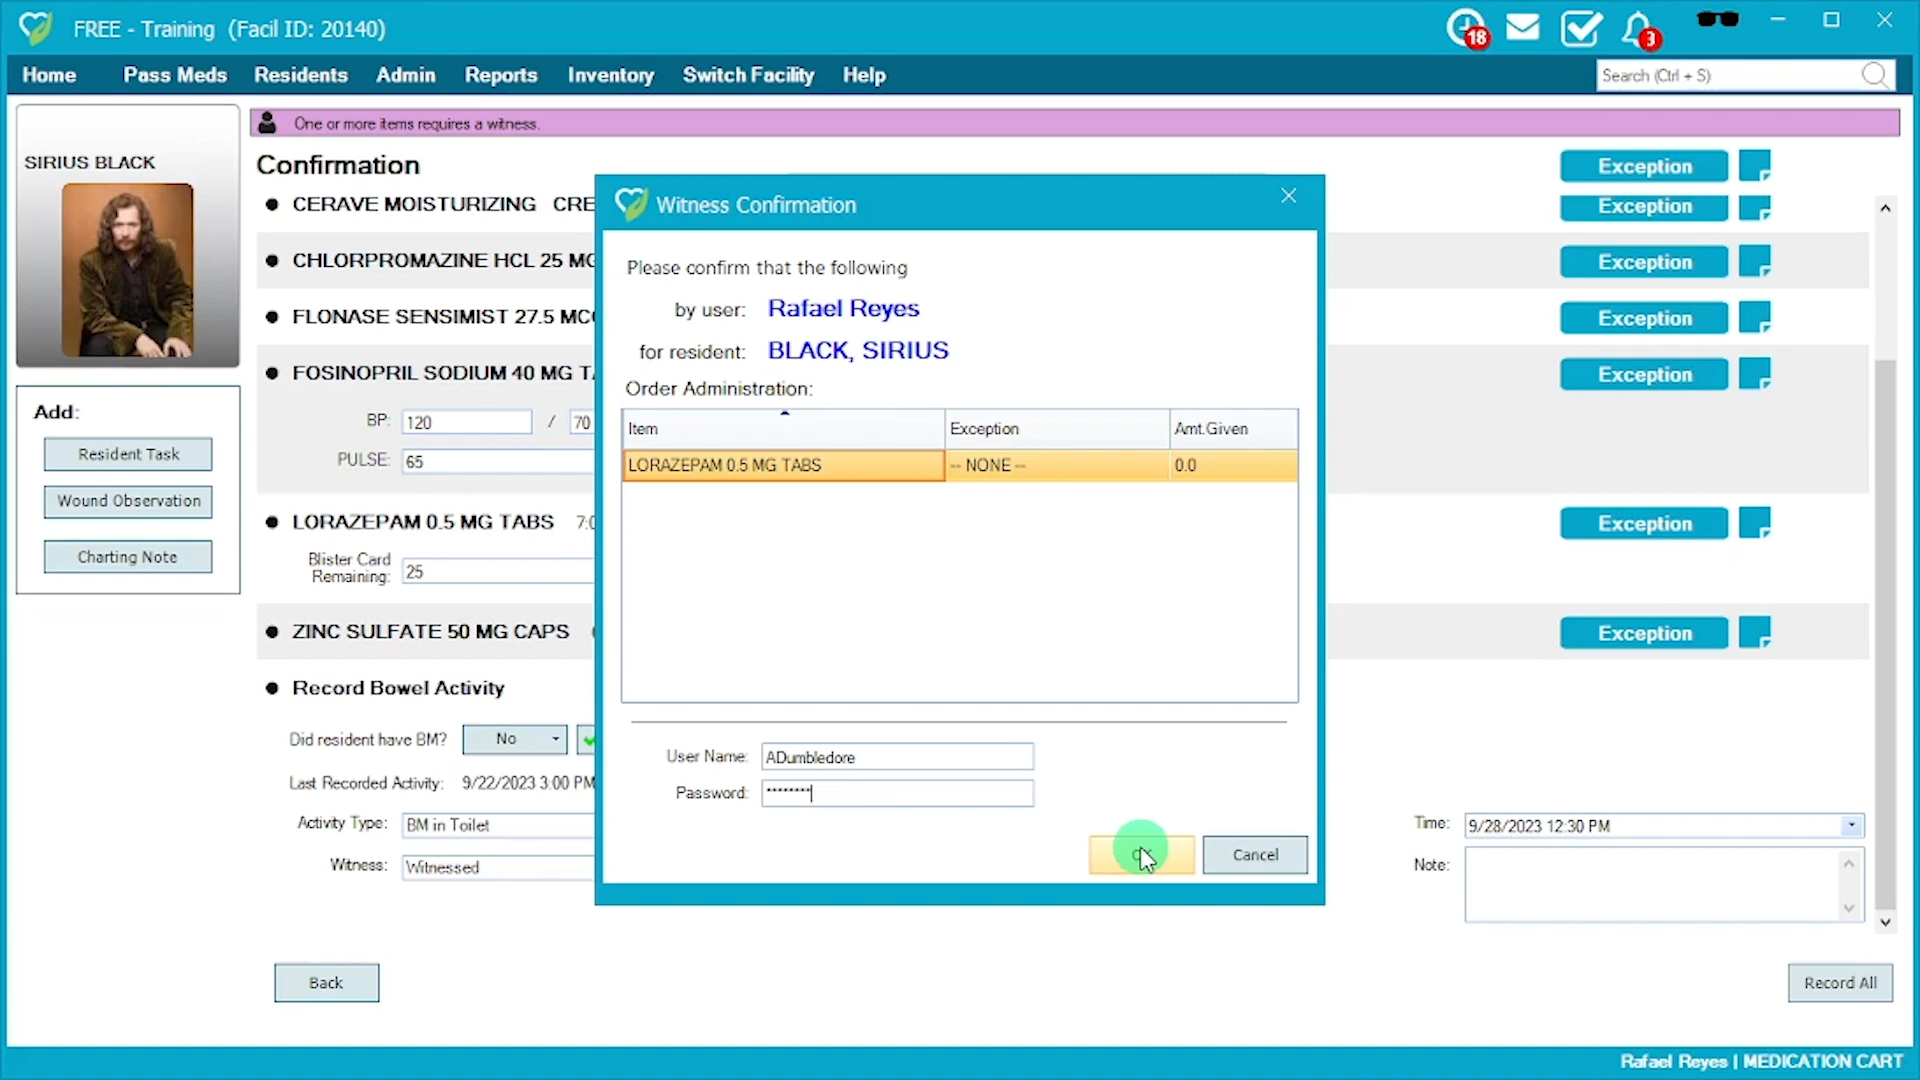 FREE - Training (Facil ID: 20140)
18
3
Home Pass Meds Residents Admin Reports Inventory Switch Facility Help
Search (Ctrl + S)
One or more items requires a witness.
SIRIUS BLACK
Add:
Resident Task
Wound Observation
Charting Note
Confirmation
Exception
CERAVE MOISTURIZING CRE
Exception
CHLORPROMAZINE HCL 25 MG
Exception
FLONASE SENSIMIST 27.5 MC
Exception
FOSINOPRIL SODIUM 40 MG T
Exception
BP: 120 / 70
PULSE: 65
LORAZEPAM 0.5 MG TABS 7:
Exception
Blister Card
Remaining: 25
ZINC SULFATE 50 MG CAPS
Exception
Record Bowel Activity
Did resident have BM? No
Last Recorded Activity: 9/22/2023 3:00 PM
Activity Type: BM in Toilet
Witness: Witnessed
Time: 9/28/2023 12:30 PM
Note:
Back
Record All
Witness Confirmation
Please confirm that the following
by user: Rafael Reyes
for resident: BLACK, SIRIUS
Order Administration:
Item Exception Amt.Given
LORAZEPAM 0.5 MG TABS -- NONE -- 0.0
User Name: ADumbledore
Password: ********
Cancel
Rafael Reyes | MEDICATION CART